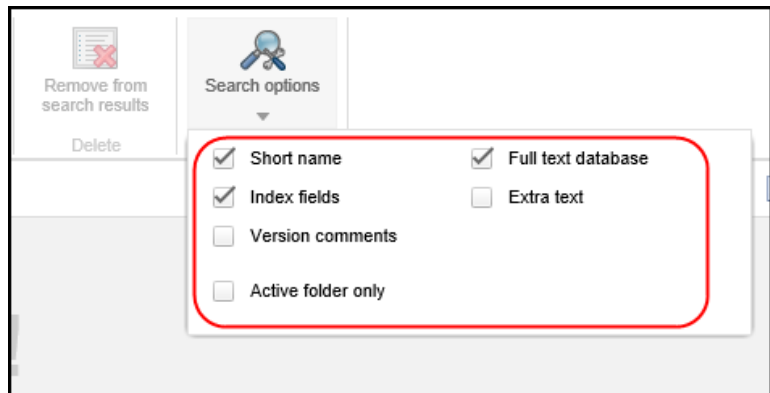 Remove from
search results
Delete
Search options
Short name
Full text database
Index fields
Extra text
Version comments
Active folder only
!